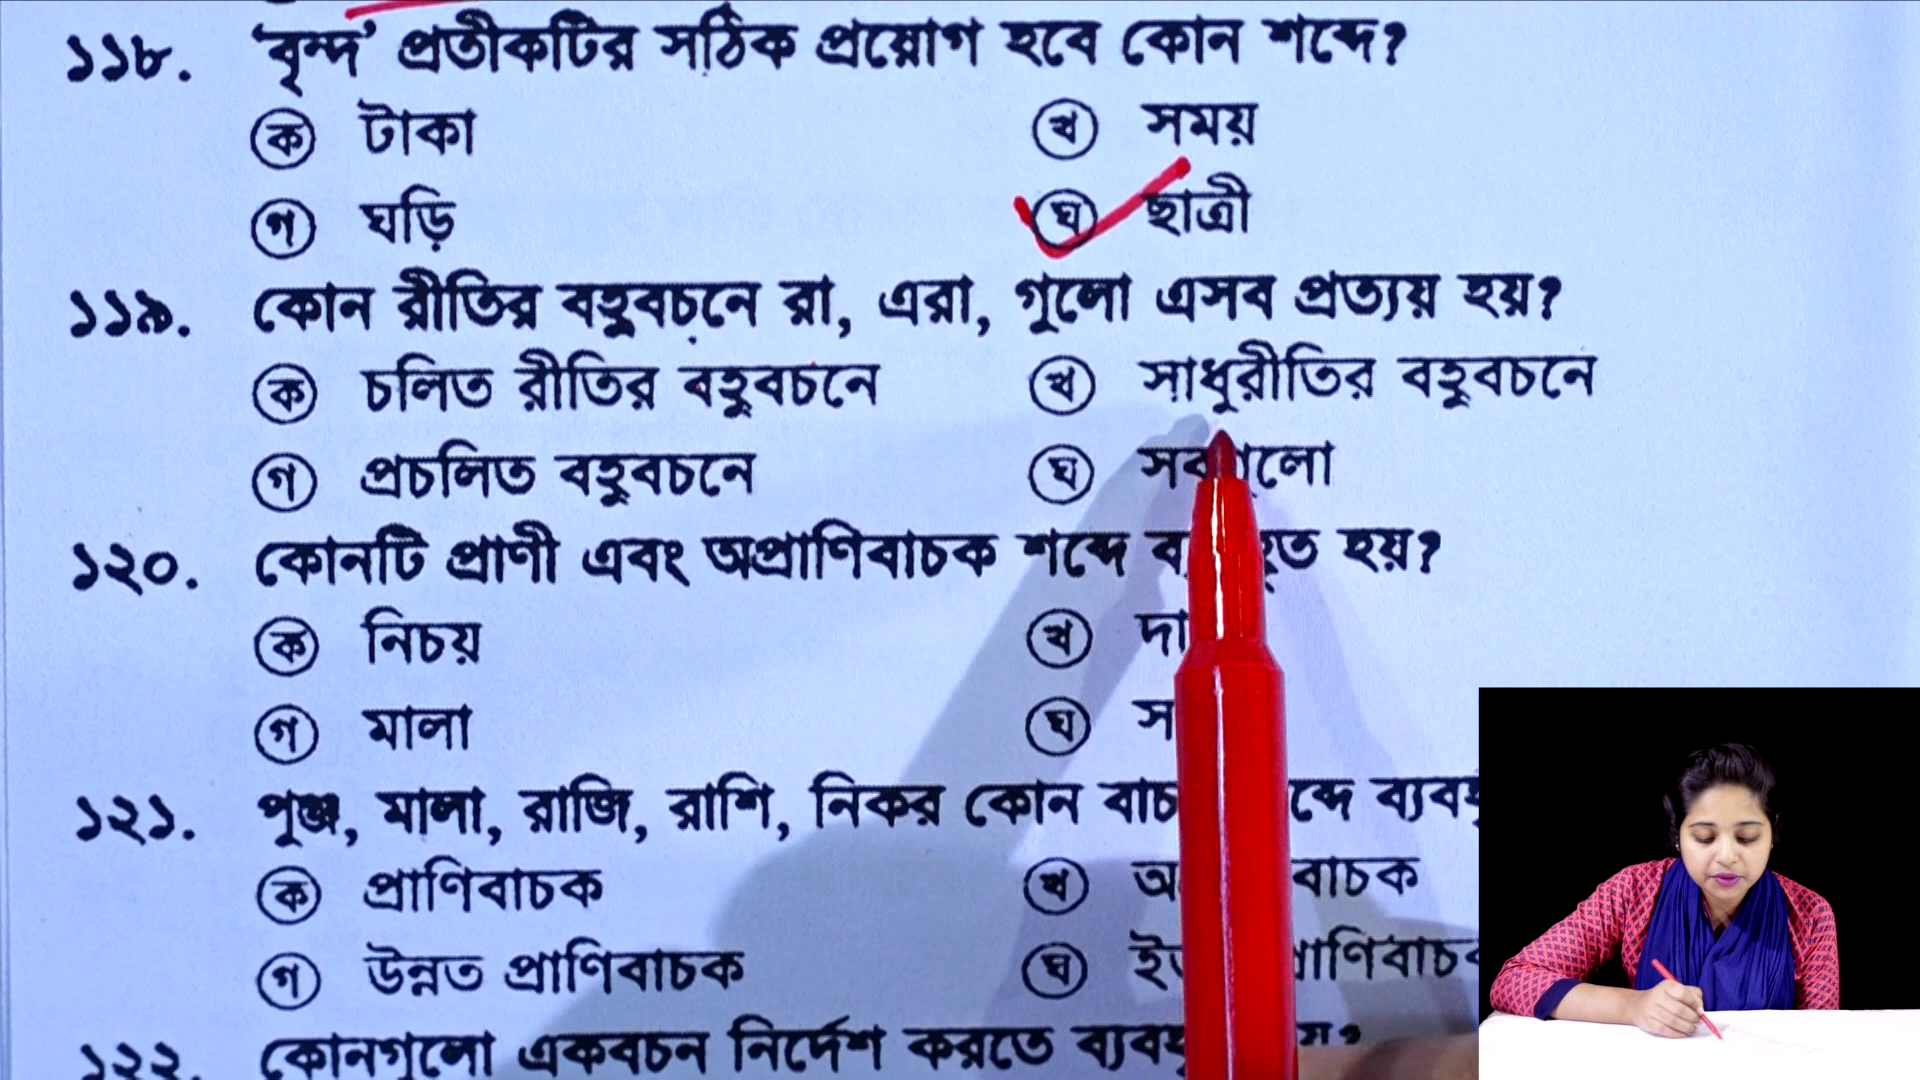 ১১৮. ‘বৃন্দ’ প্রতীকটির সঠিক প্রয়োগ হবে কোন শব্দে?
ক টাকা খ সময়
গ ঘড়ি ঘ ছাত্রী
১১৯. কোন রীতির বহুবচনে রা, এরা, গুলো এসব প্রত্যয় হয়?
ক চলিত রীতির বহুবচনে খ সাধুরীতির বহুবচনে
গ প্রচলিত বহুবচনে ঘ
১২০. কোনটি প্রাণী এবং অপ্রাণিবাচক শব্দে হয়?
ক নিচয় খ
গ মালা ঘ
১২১. পুঞ্জ, মালা, রাজি, রাশি, নিকর কোন
ক প্রাণিবাচক খ
গ উন্নত প্রাণিবাচক ঘ
১২২. কোনগুলো একবচন নির্দেশ করতে